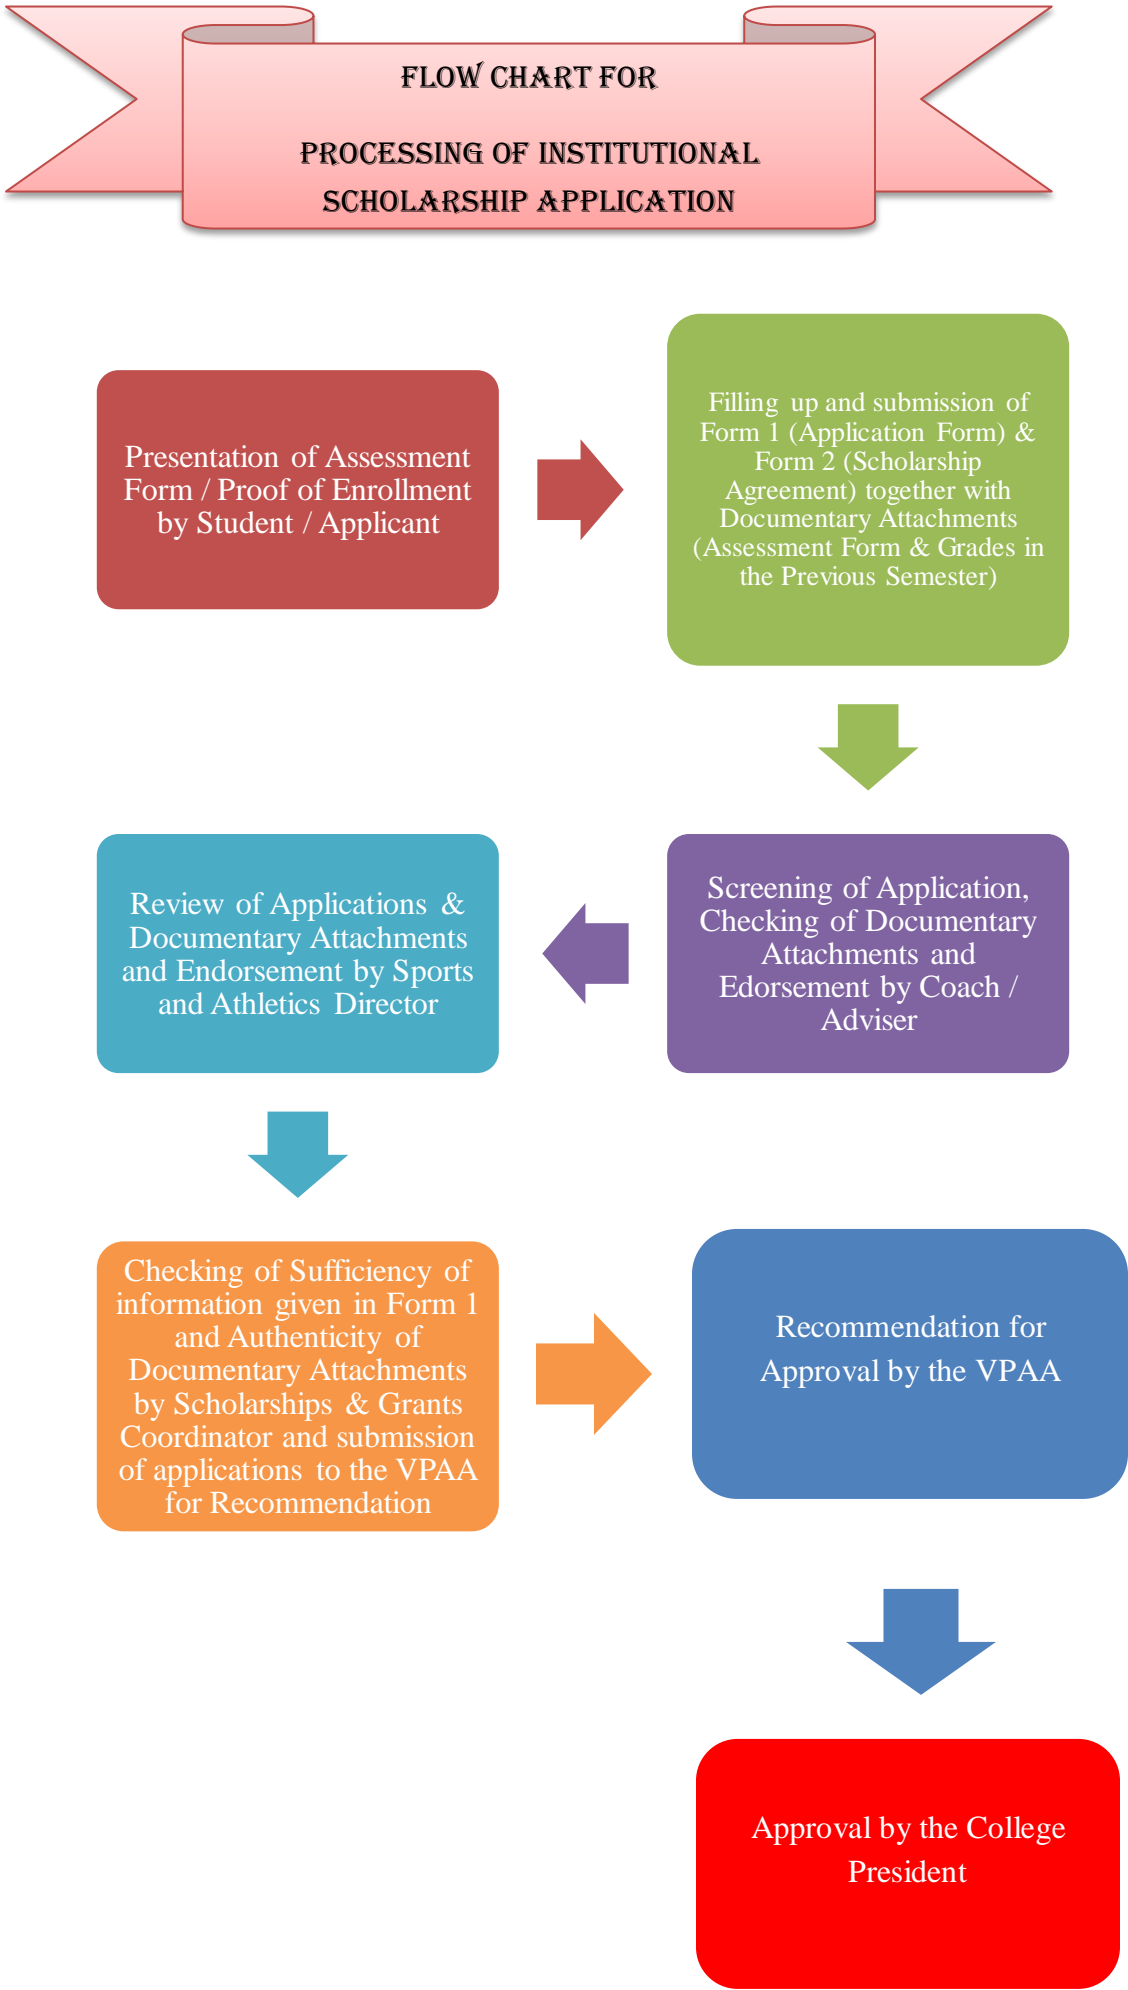 FLOW CHART FOR
PROCESSING OF INSTITUTIONAL
SCHOLARSHIP APPLICATION
Presentation of Assessment
Form / Proof of Enrollment
by Student / Applicant
Filling up and submission of
Form 1 (Application Form) &
Form 2 (Scholarship
Agreement) together with
Documentary Attachments
(Assessment Form & Grades in
the Previous Semester)
Screening of Application,
Checking of Documentary
Attachments and
Edorsement by Coach /
Adviser
Review of Applications &
Documentary Attachments
and Endorsement by Sports
and Athletics Director
Checking of Sufficiency of
information given in Form 1
and Authenticity of
Documentary Attachments
by Scholarships & Grants
Coordinator and submission
of applications to the VPAA
for Recommendation
Recommendation for
Approval by the VPAA
Approval by the College
President